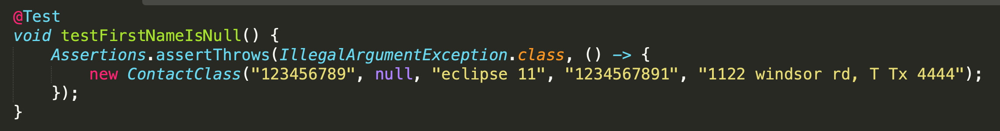 @Test
void testFirstNameIsNull() {
    Assertions.assertThrows(IllegalArgumentException.class, () -> {
        new ContactClass("123456789", null, "eclipse 11", "1234567891", "1122 windsor rd, T Tx 4444");
    });
}